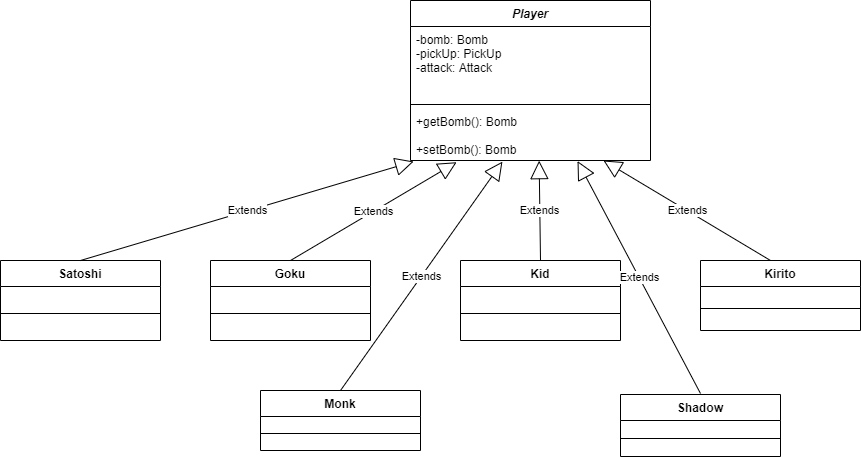 Player
-bomb: Bomb
-pickUp: PickUp
-attack: Attack
+getBomb(): Bomb
+setBomb(): Bomb
Extends
Extends
Extends
Extends
Satoshi
Goku
Extends
Kid
Extends
Kirito
Monk
Shadow